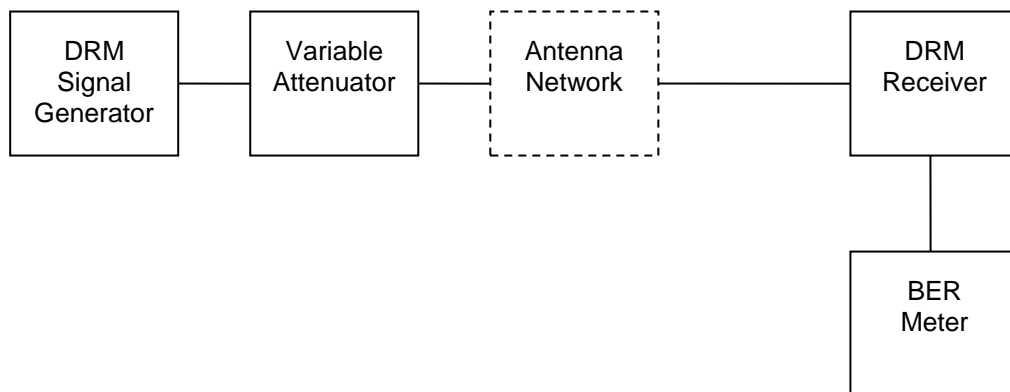 DRM
Signal
Generator
Variable
Attenuator
Antenna
Network
DRM
Receiver
BER
Meter